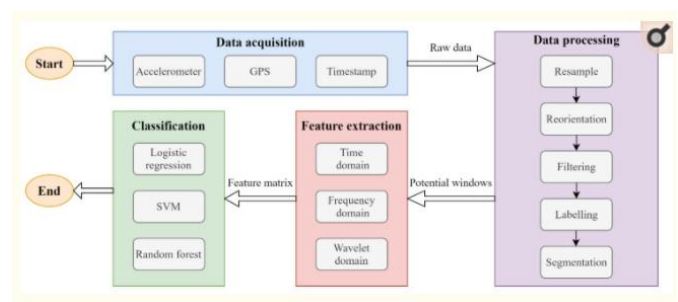 Start
Data acquisition
Accelerometer
GPS
Timestamp
Raw data
Data processing
Resample
Reorientation
Filtering
Labelling
Segmentation
Potential windows
Feature extraction
Time
domain
Frequency
domain
Wavelet
domain
Feature matrix
Classification
Logistic
regression
SVM
Random forest
End